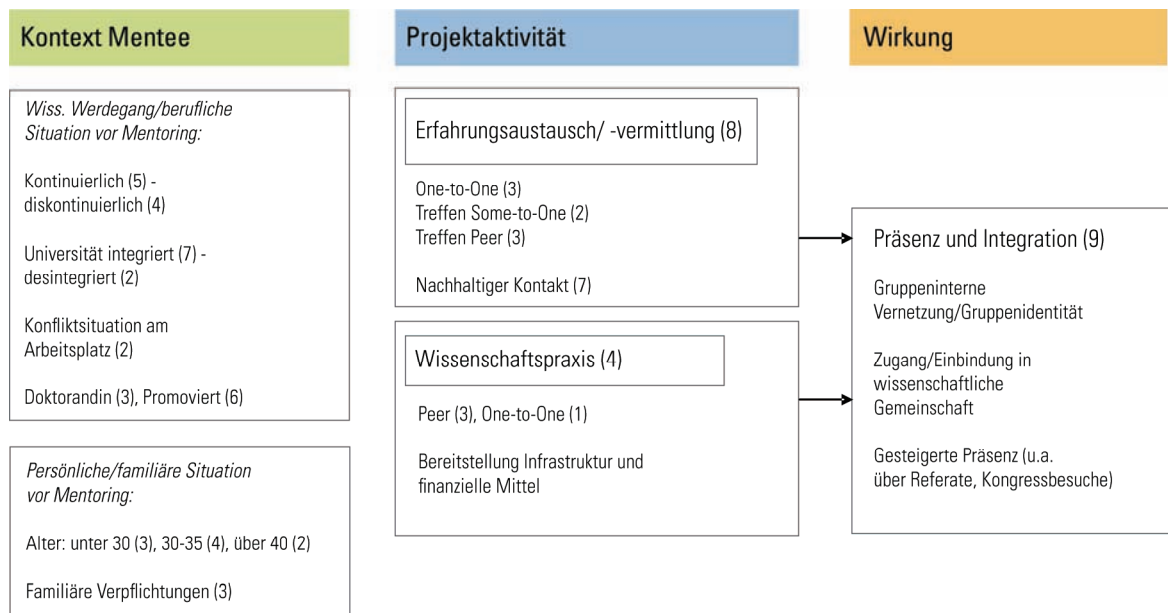 Kontext Mentee
Wiss. Werdegang/berufliche
Situation vor Mentoring:
Kontinuierlich (5) -
diskontinuierlich (4)
Universität integriert (7) -
desintegriert (2)
Konfliktsituation am
Arbeitsplatz (2)
Doktorandin (3), Promoviert (6)
Persönliche/familiäre Situation
vor Mentoring:
Alter: unter 30 (3), 30-35 (4), über 40 (2)
Familiäre Verpflichtungen (3)
Projektaktivität
Erfahrungsaustausch/ -vermittlung (8)
One-to-One (3)
Treffen Some-to-One (2)
Treffen Peer (3)
Nachhaltiger Kontakt (7)
Wissenschaftspraxis (4)
Peer (3), One-to-One (1)
Bereitstellung Infrastruktur und
finanzielle Mittel
Wirkung
Präsenz und Integration (9)
Gruppeninterne
Vernetzung/Gruppenidentität
Zugang/Einbindung in
wissenschaftliche
Gemeinschaft
Gesteigerte Präsenz (u.a.
über Referate, Kongressbesuche)